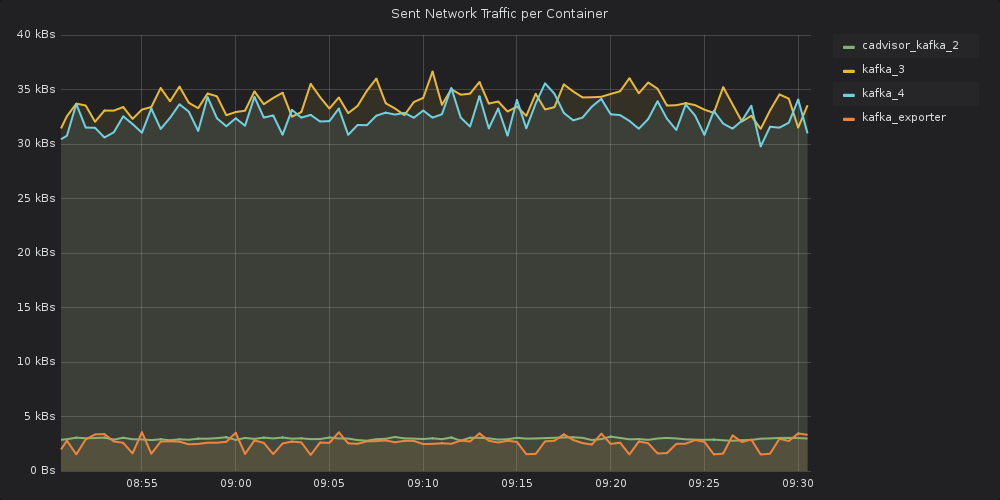 Sent Network Traffic per Container
40 kBs
35 kBs
30 kBs
25 kBs
20 kBs
15 kBs
10 kBs
5 kBs
0 Bs
08:55 09:00 09:05 09:10 09:15 09:20 09:25 09:30
cadvisor_kafka_2
kafka_3
kafka_4
kafka_exporter